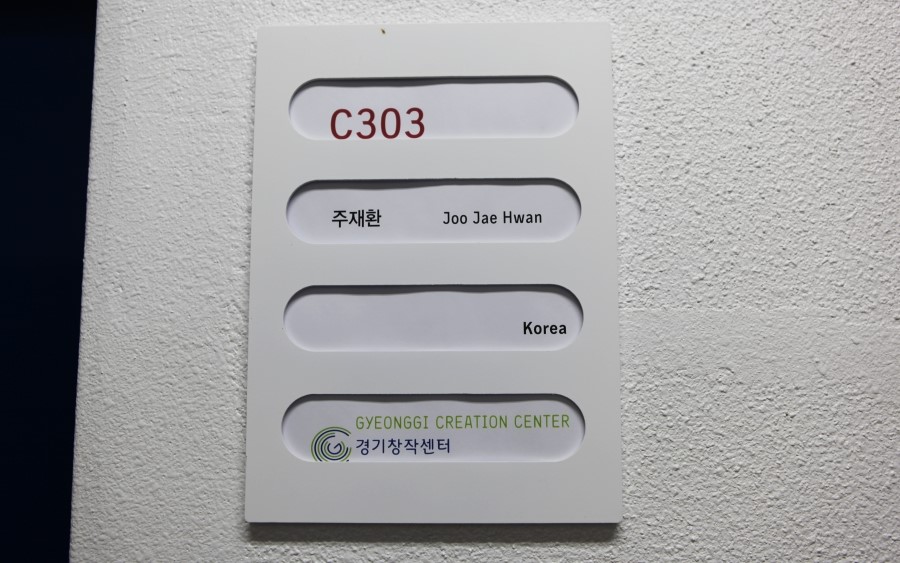 C303
주재환 Joo Jae Hwan
Korea
GYEONGGI CREATION CENTER
경기창작센터